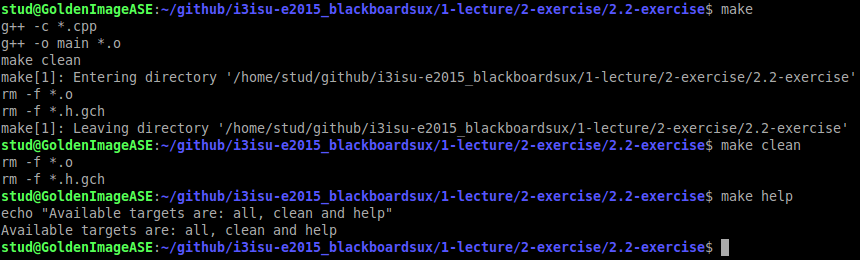 stud@GoldenImageASE:~/github/i3isu-e2015_blackboardsux/1-lecture/2-exercise/2.2-exercise$ make
g++ -c *.cpp
g++ -o main *.o
make clean
make[1]: Entering directory '/home/stud/github/i3isu-e2015_blackboardsux/1-lecture/2-exercise/2.2-exercise'
rm -f *.o
rm -f *.h.gch
make[1]: Leaving directory '/home/stud/github/i3isu-e2015_blackboardsux/1-lecture/2-exercise/2.2-exercise'
stud@GoldenImageASE:~/github/i3isu-e2015_blackboardsux/1-lecture/2-exercise/2.2-exercise$ make clean
rm -f *.o
rm -f *.h.gch
stud@GoldenImageASE:~/github/i3isu-e2015_blackboardsux/1-lecture/2-exercise/2.2-exercise$ make help
echo "Available targets are: all, clean and help"
Available targets are: all, clean and help
stud@GoldenImageASE:~/github/i3isu-e2015_blackboardsux/1-lecture/2-exercise/2.2-exercise$